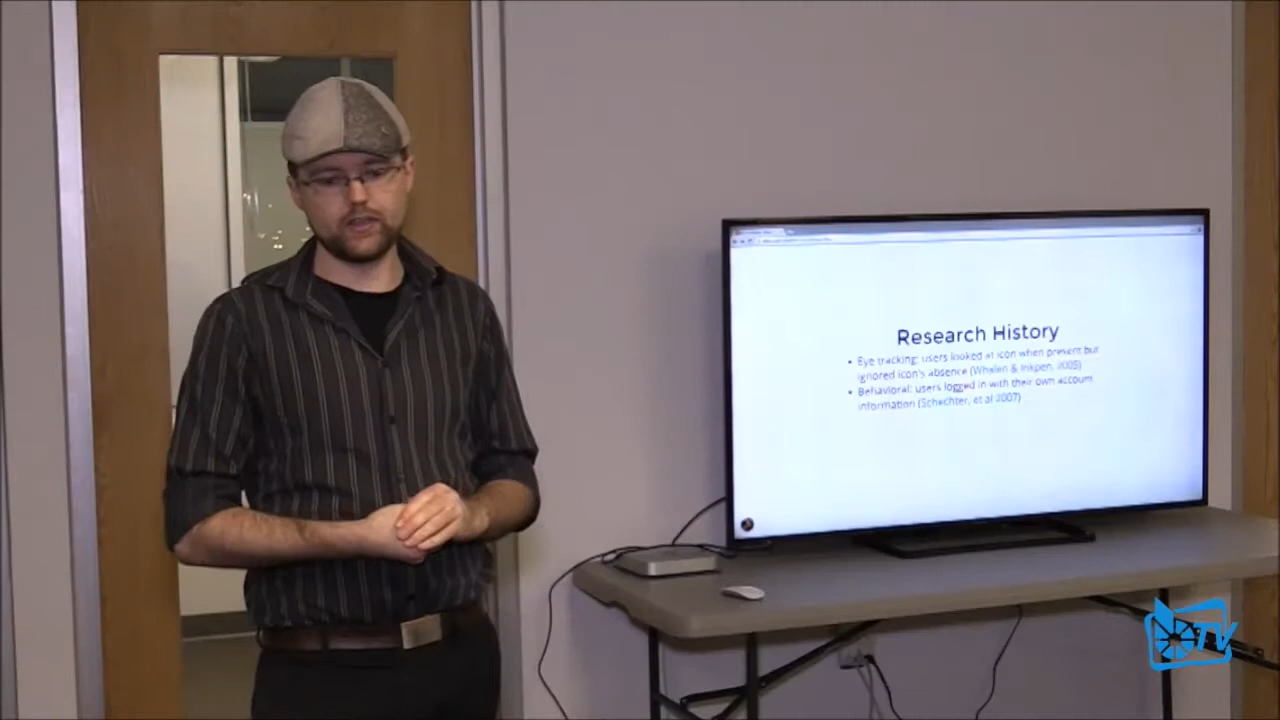 Research History
• Eye tracking: users looked at icon when present but
ignored icon's absence (Whalen & Inkpen, 2005)
• Behavioral: users logged in with their own account
information (Schechter, et al 2007)
TV